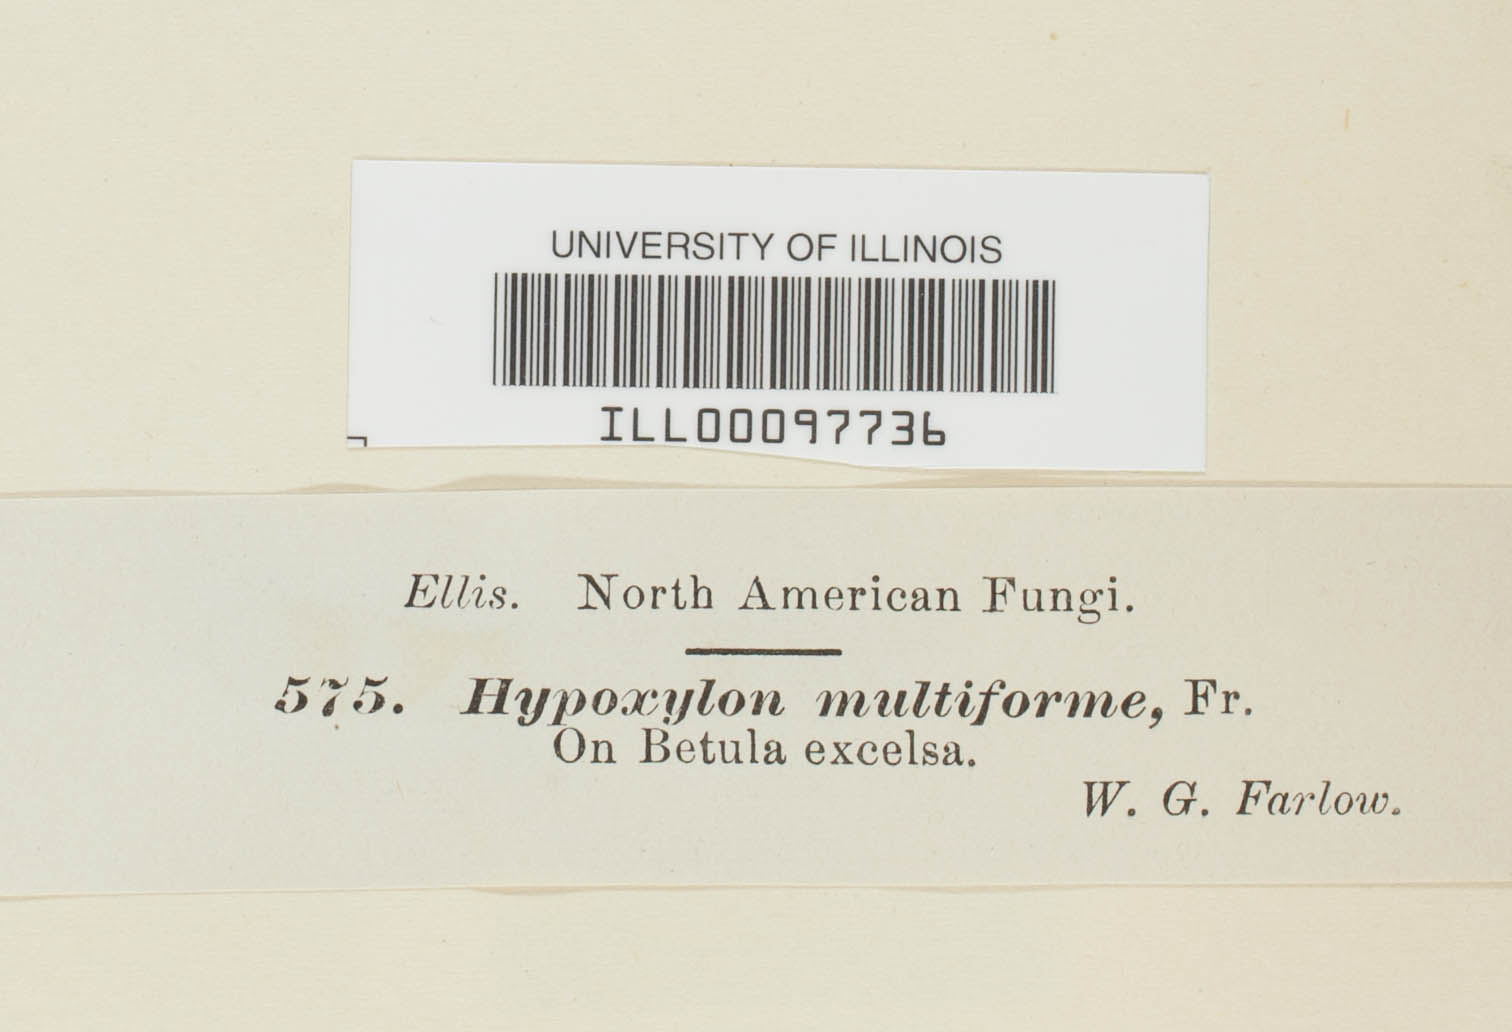 UNIVERSITY OF ILLINOIS
ILL00097736
Ellis. North American Fungi.
575. Hypoxylon multiforme, Fr.
On Betula excelsa.
W. G. Farlow.